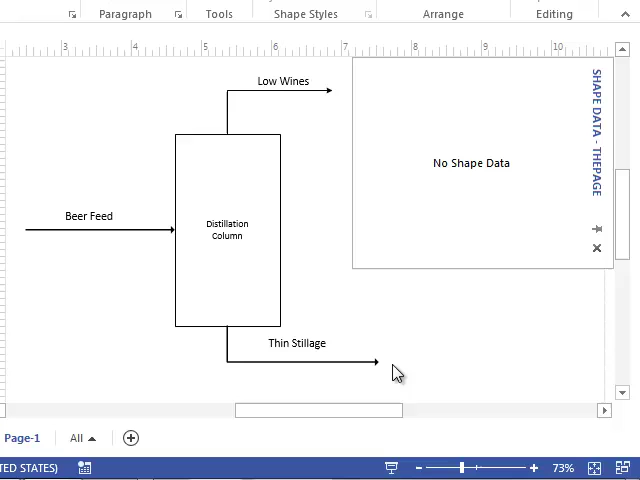 Paragraph
Tools
Shape Styles
Arrange
Editing
3 4 5 6 7 8 9 10
Low Wines
SHAPE DATA - THEPAGE
No Shape Data
Beer Feed
Distillation
Column
Thin Stillage
Page-1
All
TED STATES)
73%